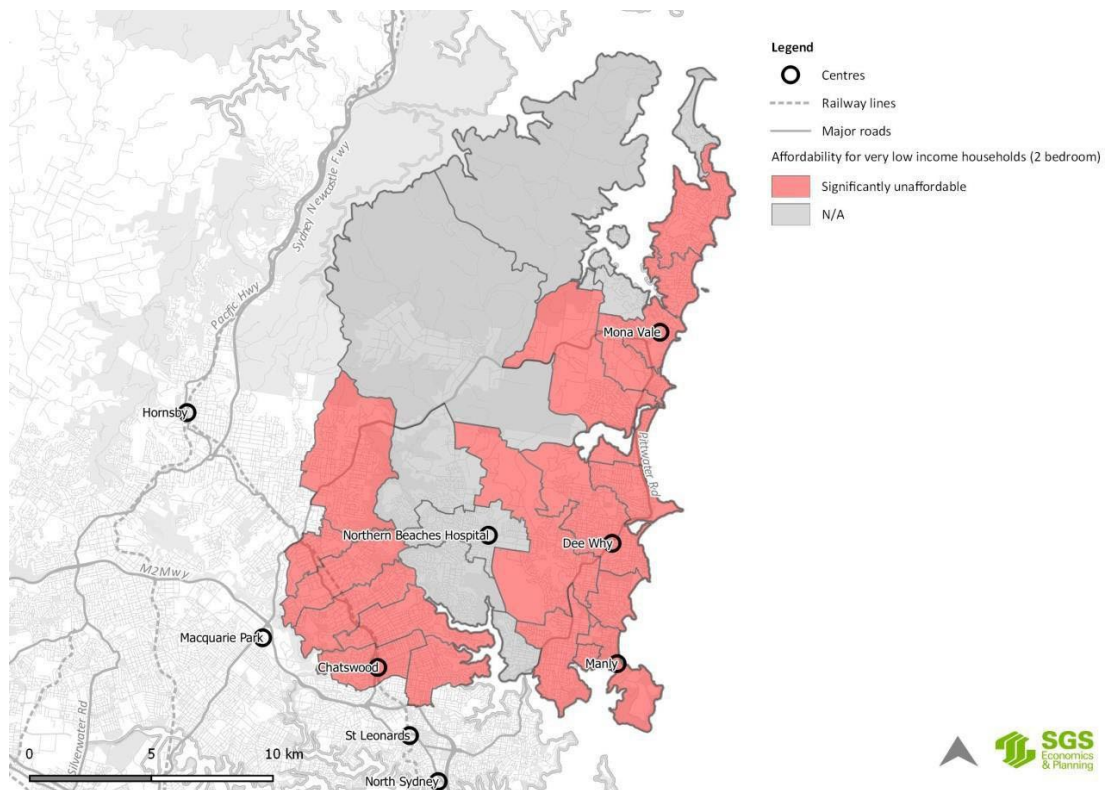 Legend
Centres
Railway lines
Major roads
Affordability for very low income households (2 bedroom)
Significantly unaffordable
N/A
Sydney Newcastle Fwy
Pacific Hwy
Mona Vale
Hornsby
Pittwater Rd
Northern Beaches Hospital
Dee Why
M2Mwy
Macquarie Park
Chatswood
Manly
Silverwater Rd
St Leonards
North Sydney
0 5 10 km
SGS
Economics
& Planning